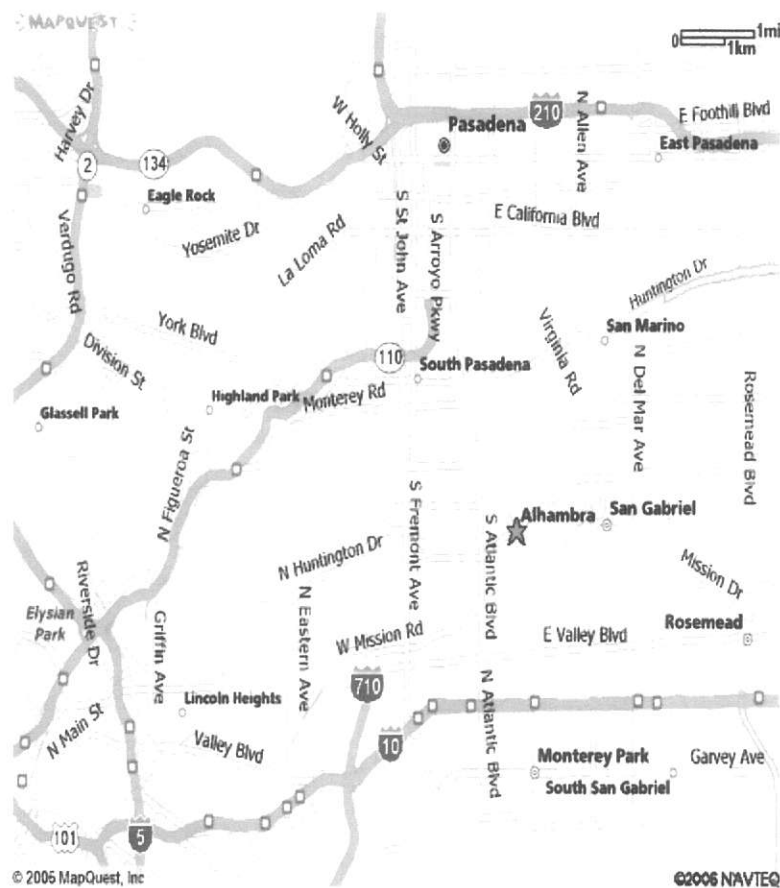 MAPQUEST
0 1mi
1km
Harvey Dr
W Holly St
210
N Allen Ave
E Foothill Blvd
Pasadena
East Pasadena
2
134
Eagle Rock
Verdugo Rd
Yosemite Dr
La Loma Rd
S St John Ave
S Arroyo Pkwy
E California Blvd
Huntington Dr
York Blvd
Division St
110
South Pasadena
Virginia Rd
San Marino
N Del Mar Ave
Rosemead Blvd
Glassell Park
Highland Park
Monterey Rd
N Figueroa St
S Fremont Ave
S Atlantic Blvd
Alhambra
San Gabriel
N Huntington Dr
Mission Dr
Elysian
Park
Riverside Dr
Griffin Ave
N Eastern Ave
W Mission Rd
E Valley Blvd
Rosemead
710
Lincoln Heights
N Main St
Valley Blvd
10
N Atlantic Blvd
Monterey Park
Garvey Ave
South San Gabriel
101
5
© 2006 MapQuest, Inc
©2006 NAVTEQ